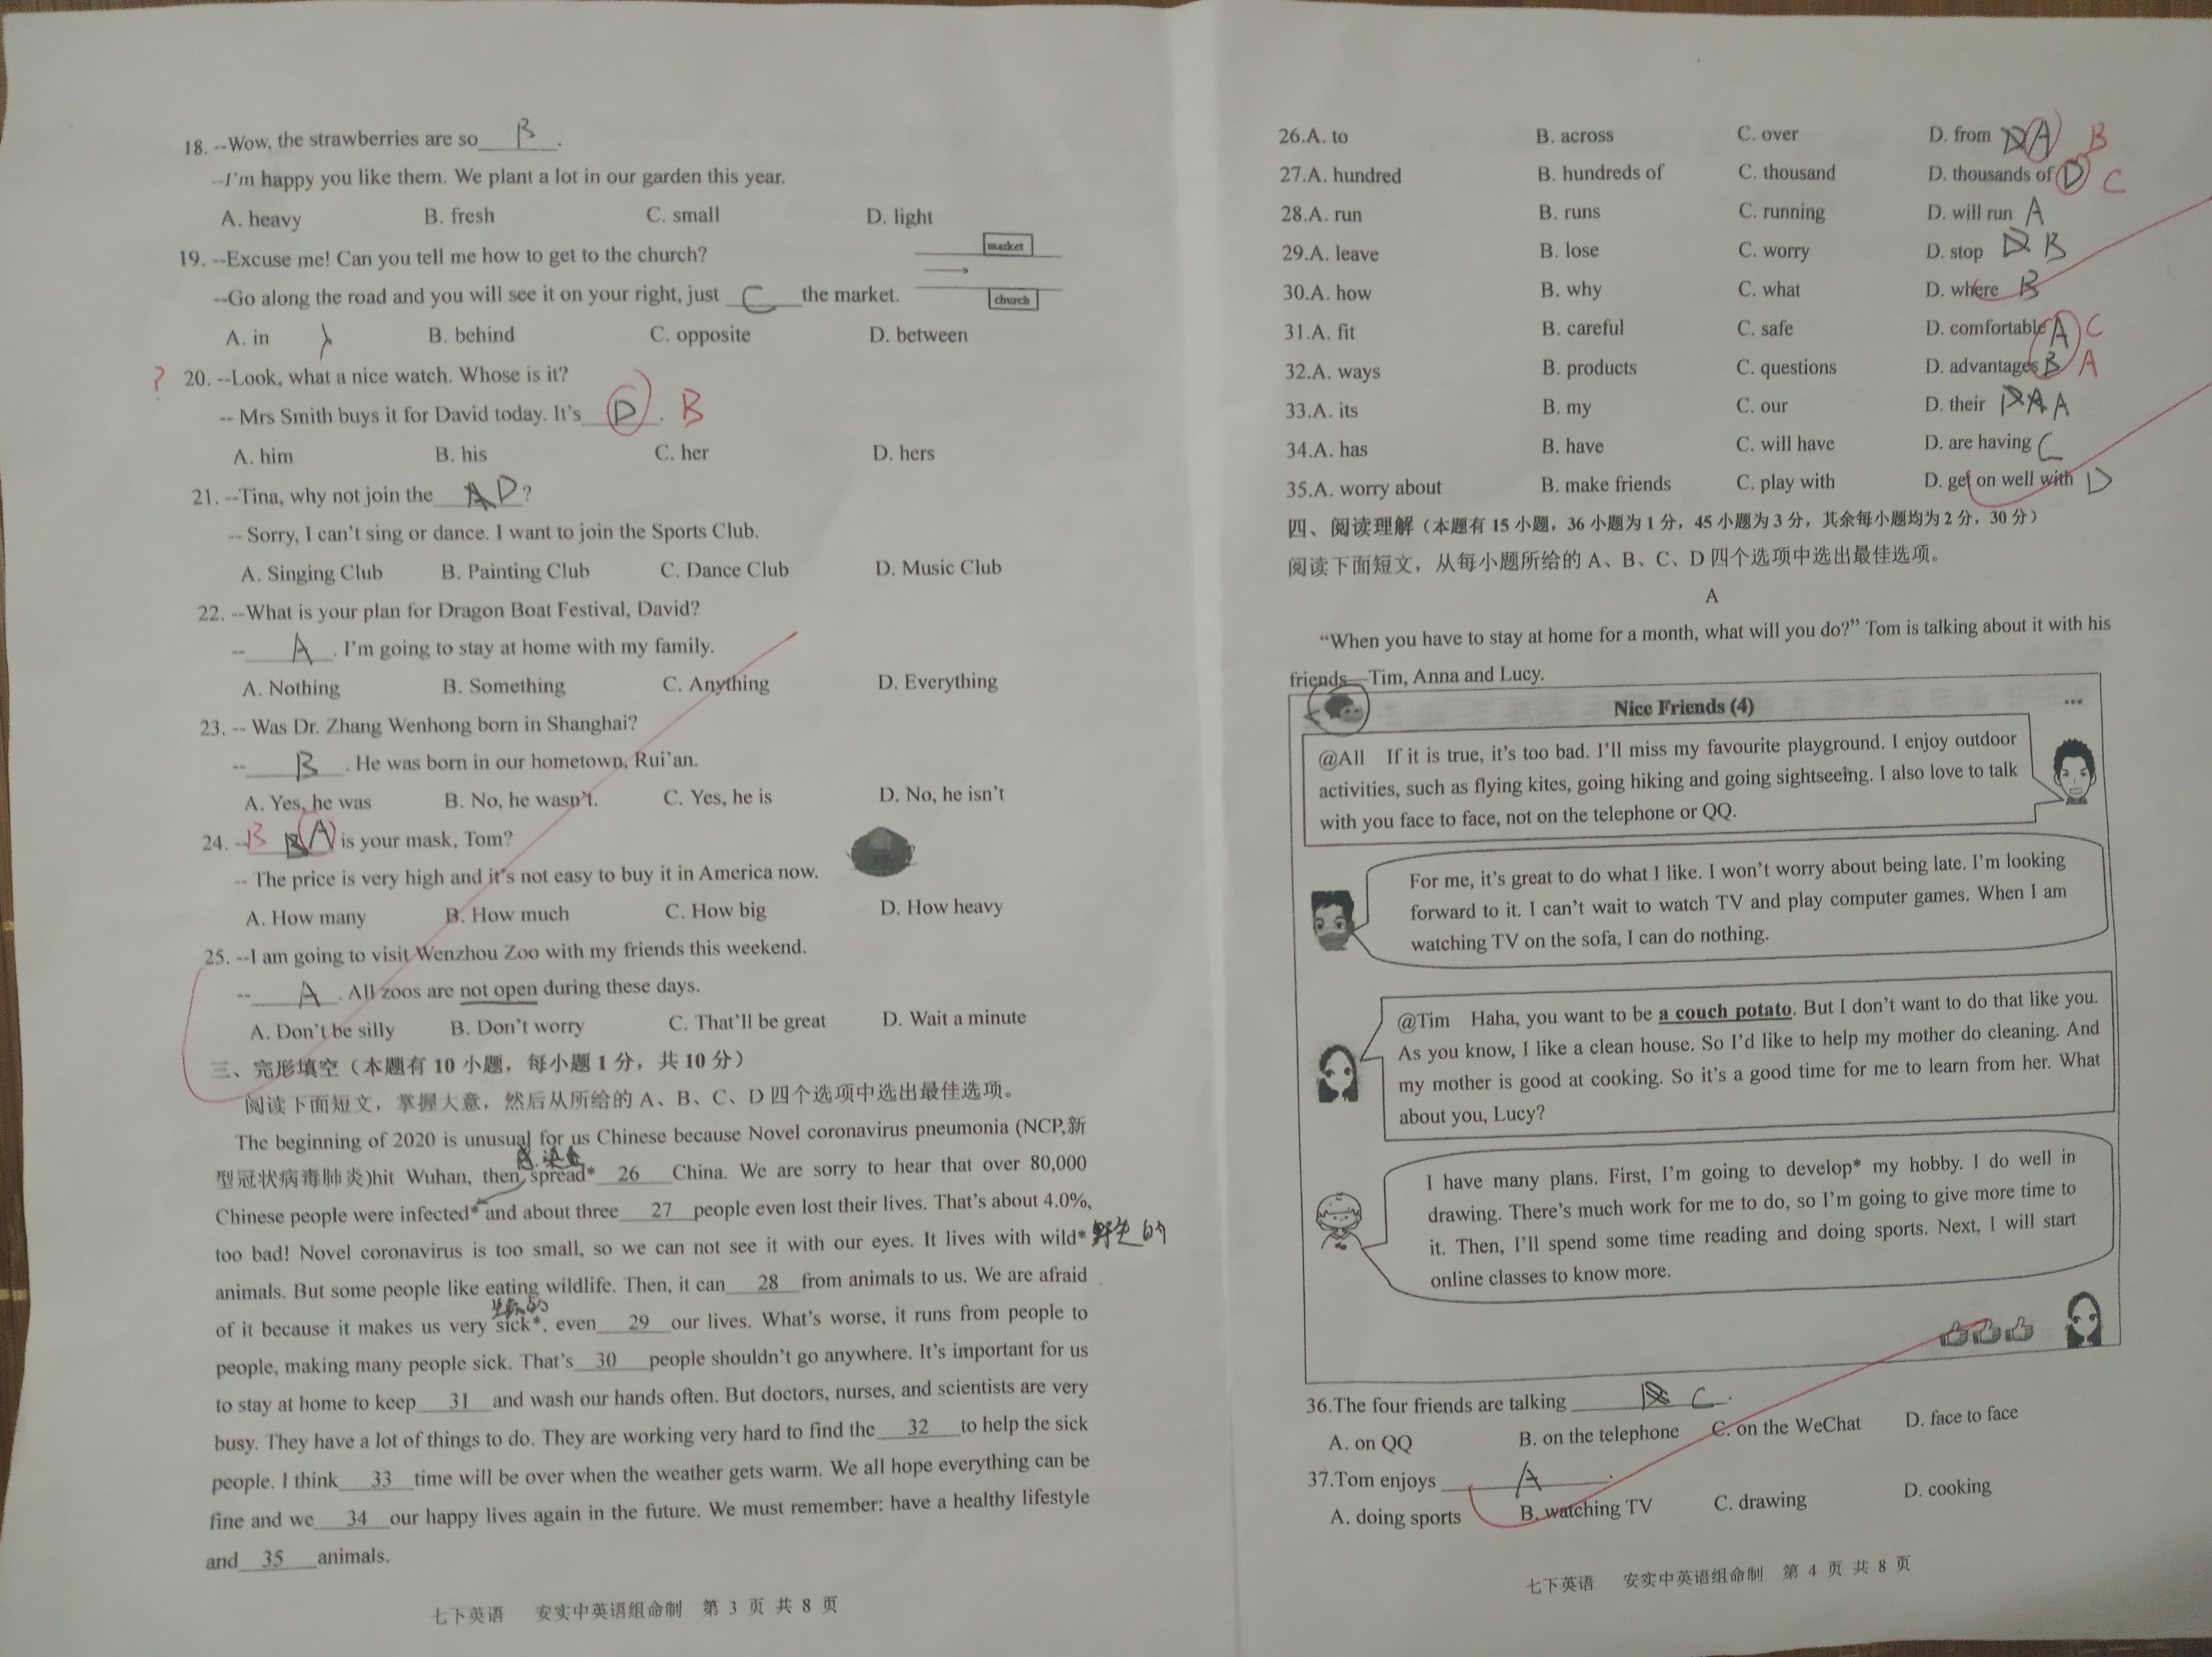 18. --Wow, the strawberries are so B .
--I'm happy you like them. We plant a lot in our garden this year.
A. heavy B. fresh C. small D. light
19. --Excuse me! Can you tell me how to get to the church?
market
--Go along the road and you will see it on your right, just C the market.
church
A. in B. behind C. opposite D. between
? 20. --Look, what a nice watch. Whose is it?
-- Mrs Smith buys it for David today. It's D . B
A. him B. his C. her D. hers
21. --Tina, why not join the A D ?
-- Sorry, I can't sing or dance. I want to join the Sports Club.
A. Singing Club B. Painting Club C. Dance Club D. Music Club
22. --What is your plan for Dragon Boat Festival, David?
-- A . I'm going to stay at home with my family.
A. Nothing B. Something C. Anything D. Everything
23. -- Was Dr. Zhang Wenhong born in Shanghai?
-- B . He was born in our hometown, Rui'an.
A. Yes, he was B. No, he wasn't. C. Yes, he is D. No, he isn't
24. -- B A is your mask, Tom?
-- The price is very high and it's not easy to buy it in America now.
A. How many B. How much C. How big D. How heavy
25. --I am going to visit Wenzhou Zoo with my friends this weekend.
-- A . All zoos are not open during these days.
A. Don't be silly B. Don't worry C. That'll be great D. Wait a minute
三、完形填空（本题有 10 小题，每小题 1 分，共 10 分）
阅读下面短文，掌握大意，然后从所给的 A、B、C、D 四个选项中选出最佳选项。
The beginning of 2020 is unusual for us Chinese because Novel coronavirus pneumonia (NCP,新
型冠状病毒肺炎)hit Wuhan, then spread* 26 China. We are sorry to hear that over 80,000
Chinese people were infected* and about three 27 people even lost their lives. That's about 4.0%,
too bad! Novel coronavirus is too small, so we can not see it with our eyes. It lives with wild* 野生的
animals. But some people like eating wildlife. Then, it can 28 from animals to us. We are afraid
生病的
of it because it makes us very sick*, even 29 our lives. What's worse, it runs from people to
people, making many people sick. That's 30 people shouldn't go anywhere. It's important for us
to stay at home to keep 31 and wash our hands often. But doctors, nurses, and scientists are very
busy. They have a lot of things to do. They are working very hard to find the 32 to help the sick
people. I think 33 time will be over when the weather gets warm. We all hope everything can be
fine and we 34 our happy lives again in the future. We must remember: have a healthy lifestyle
and 35 animals.
七下英语 安实中英语组命制 第 3 页 共 8 页
26.A. to B. across C. over D. from A B
27.A. hundred B. hundreds of C. thousand D. thousands of D C
28.A. run B. runs C. running D. will run A
29.A. leave B. lose C. worry D. stop D B
30.A. how B. why C. what D. where B
31.A. fit B. careful C. safe D. comfortable A C
32.A. ways B. products C. questions D. advantages B A
33.A. its B. my C. our D. their A
34.A. has B. have C. will have D. are having C
35.A. worry about B. make friends C. play with D. get on well with D
四、阅读理解（本题有 15 小题，36 小题为 1 分，45 小题为 3 分，其余每小题均为 2 分，30 分）
阅读下面短文，从每小题所给的 A、B、C、D 四个选项中选出最佳选项。
A
“When you have to stay at home for a month, what will you do?” Tom is talking about it with his
friends—Tim, Anna and Lucy.
Nice Friends (4) ...
@All If it is true, it's too bad. I'll miss my favourite playground. I enjoy outdoor
activities, such as flying kites, going hiking and going sightseeing. I also love to talk
with you face to face, not on the telephone or QQ.
For me, it's great to do what I like. I won't worry about being late. I'm looking
forward to it. I can't wait to watch TV and play computer games. When I am
watching TV on the sofa, I can do nothing.
@Tim Haha, you want to be a couch potato. But I don't want to do that like you.
As you know, I like a clean house. So I'd like to help my mother do cleaning. And
my mother is good at cooking. So it's a good time for me to learn from her. What
about you, Lucy?
I have many plans. First, I'm going to develop* my hobby. I do well in
drawing. There's much work for me to do, so I'm going to give more time to
it. Then, I'll spend some time reading and doing sports. Next, I will start
online classes to know more.
36.The four friends are talking C .
A. on QQ B. on the telephone C. on the WeChat D. face to face
37.Tom enjoys A .
A. doing sports B. watching TV C. drawing D. cooking
七下英语 安实中英语组命制 第 4 页 共 8 页